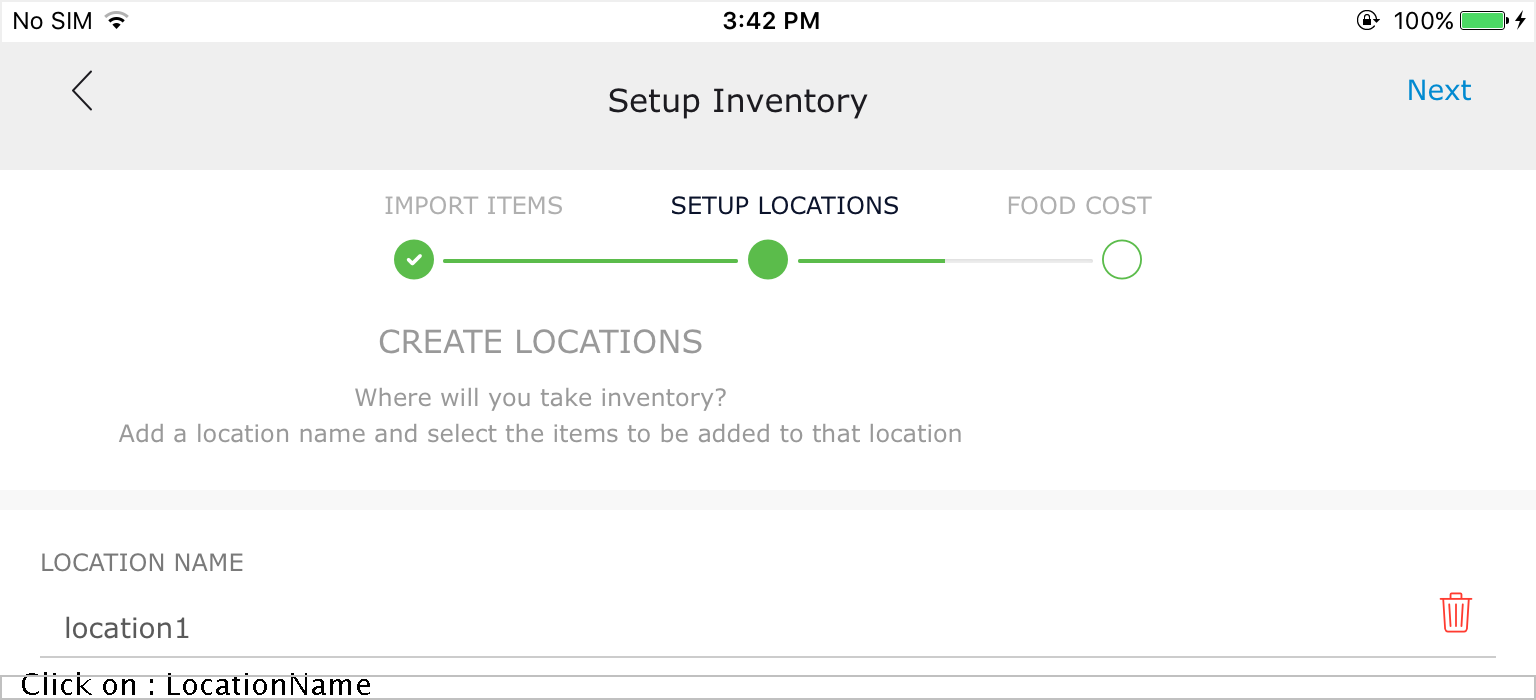 No SIM 3:42 PM 100%
Setup Inventory Next
IMPORT ITEMS SETUP LOCATIONS FOOD COST
CREATE LOCATIONS
Where will you take inventory?
Add a location name and select the items to be added to that location
LOCATION NAME
location1
Click on : LocationName